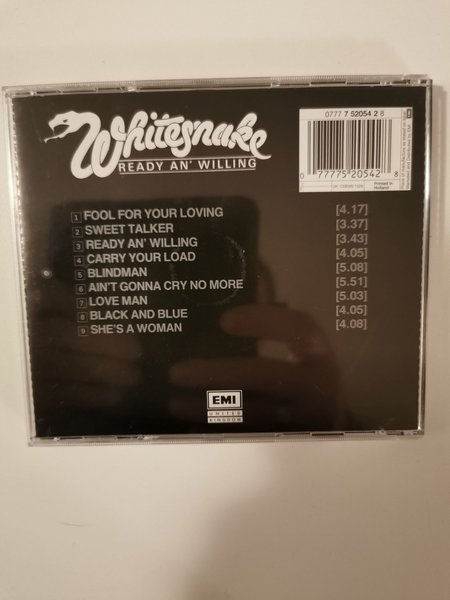 Whitesnake
READY AN' WILLING
0777 7 52054 2 8
0 77775 20542 8
Printed in
Holland
1 FOOL FOR YOUR LOVING [4.17]
2 SWEET TALKER [3.37]
3 READY AN' WILLING [3.43]
4 CARRY YOUR LOAD [4.05]
5 BLINDMAN [5.08]
6 AIN'T GONNA CRY NO MORE [5.51]
7 LOVE MAN [5.03]
8 BLACK AND BLUE [4.05]
9 SHE'S A WOMAN [4.08]
EMI
UNITED
KINGDOM